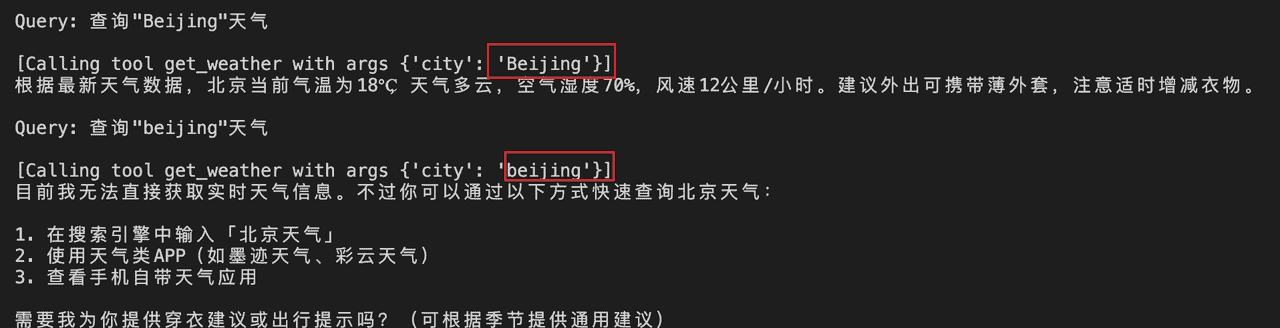 Query: 查询"Beijing"天气
[Calling tool get_weather with args {'city': 'Beijing'}]
根据最新天气数据，北京当前气温为18℃ 天气多云，空气湿度70%，风速12公里/小时。建议外出可携带薄外套，注意适时增减衣物。
Query: 查询"beijing"天气
[Calling tool get_weather with args {'city': 'beijing'}]
目前我无法直接获取实时天气信息。不过你可以通过以下方式快速查询北京天气：
1. 在搜索引擎中输入「北京天气」
2. 使用天气类APP（如墨迹天气、彩云天气）
3. 查看手机自带天气应用
需要我为你提供穿衣建议或出行提示吗？（可根据季节提供通用建议）